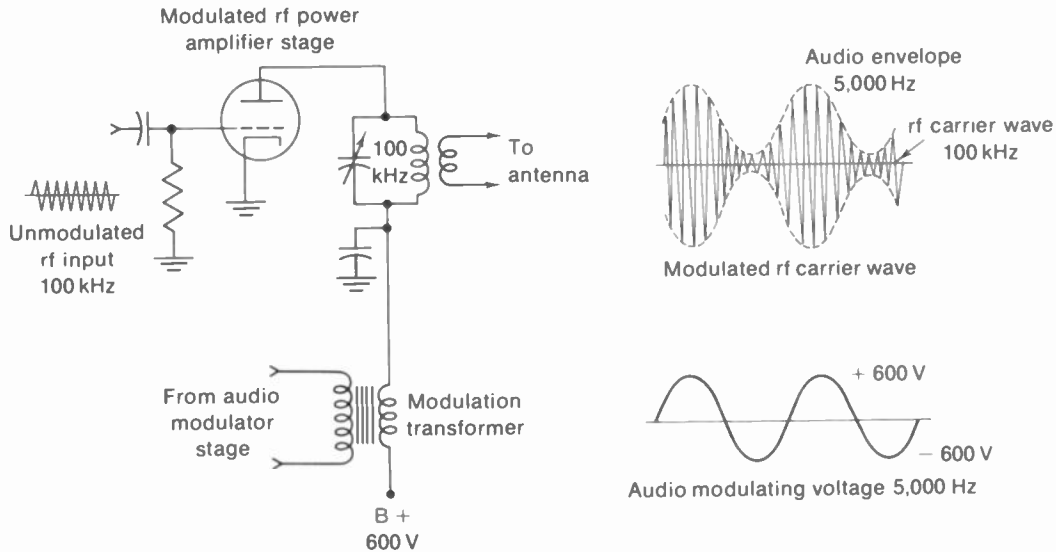 Modulated rf power
amplifier stage
Unmodulated
rf input
100 kHz
100
kHz
To
antenna
From audio
modulator
stage
Modulation
transformer
B +
600 V
Audio envelope
5,000 Hz
rf carrier wave
100 kHz
Modulated rf carrier wave
+ 600 V
− 600 V
Audio modulating voltage 5,000 Hz